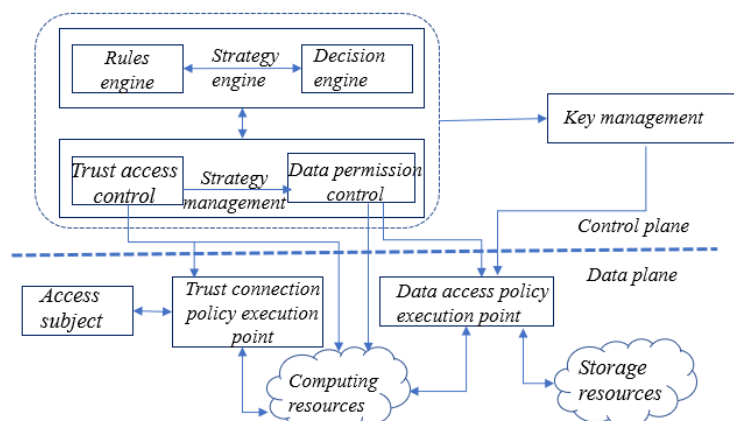 Rules
engine
Strategy
engine
Decision
engine
Key management
Trust access
control
Strategy
management
Data permission
control
Control plane
Data plane
Access
subject
Trust connection
policy execution
point
Data access policy
execution point
Computing
resources
Storage
resources